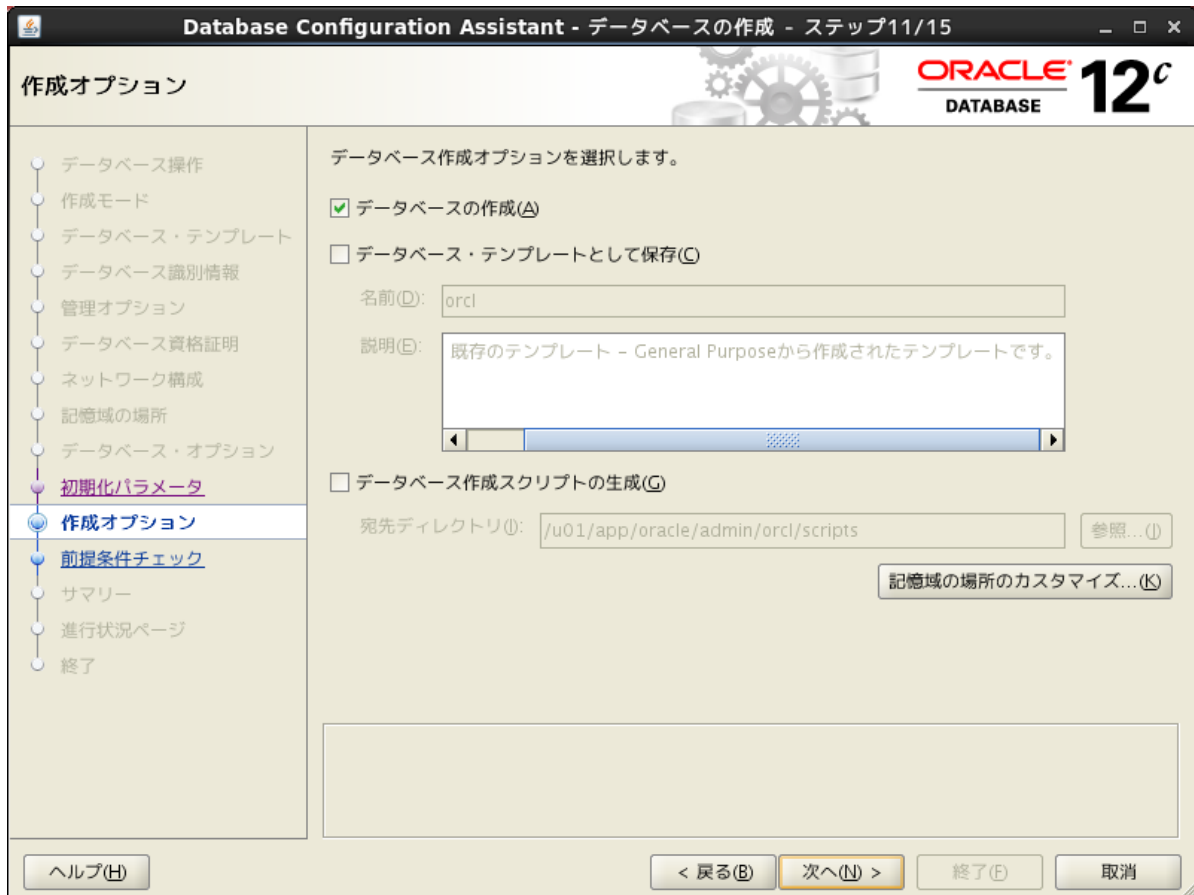 Database Configuration Assistant - データベースの作成 - ステップ11/15
作成オプション
ORACLE
DATABASE
12c
データベース操作
作成モード
データベース・テンプレート
データベース識別情報
管理オプション
データベース資格証明
ネットワーク構成
記憶域の場所
データベース・オプション
初期化パラメータ
作成オプション
前提条件チェック
サマリー
進行状況ページ
終了
データベース作成オプションを選択します。
データベースの作成(A)
データベース・テンプレートとして保存(C)
名前(D): orcl
説明(E): 既存のテンプレート – General Purposeから作成されたテンプレートです。
データベース作成スクリプトの生成(G)
宛先ディレクトリ(I): /u01/app/oracle/admin/orcl/scripts 参照...(J)
記憶域の場所のカスタマイズ...(K)
ヘルプ(H) < 戻る(B) 次へ(N) > 終了(F) 取消